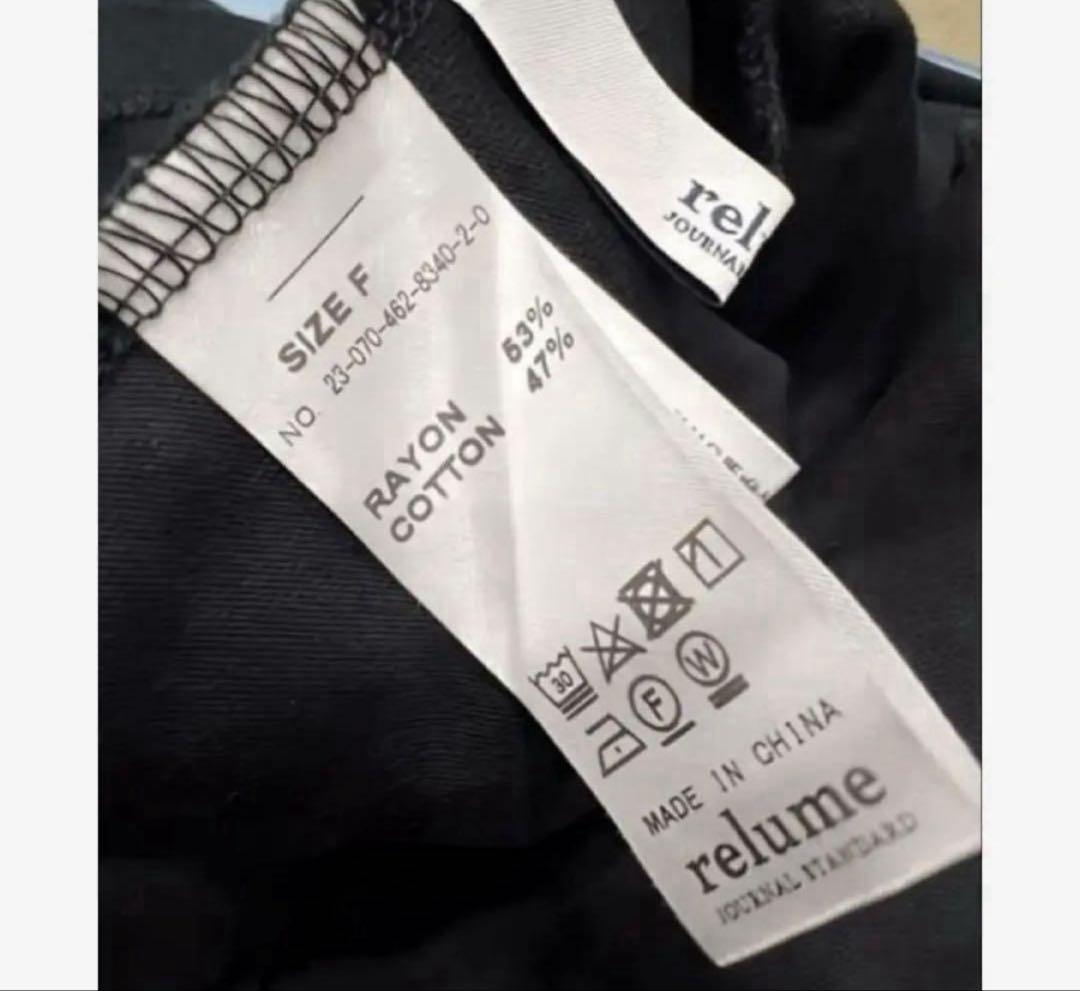 SIZE F
NO. 23-070-462-8340-2-0
RAYON 53%
COTTON 47%
30
F
W
MADE IN CHINA
relume
JOURNAL STANDARD
rel
JOURNAL